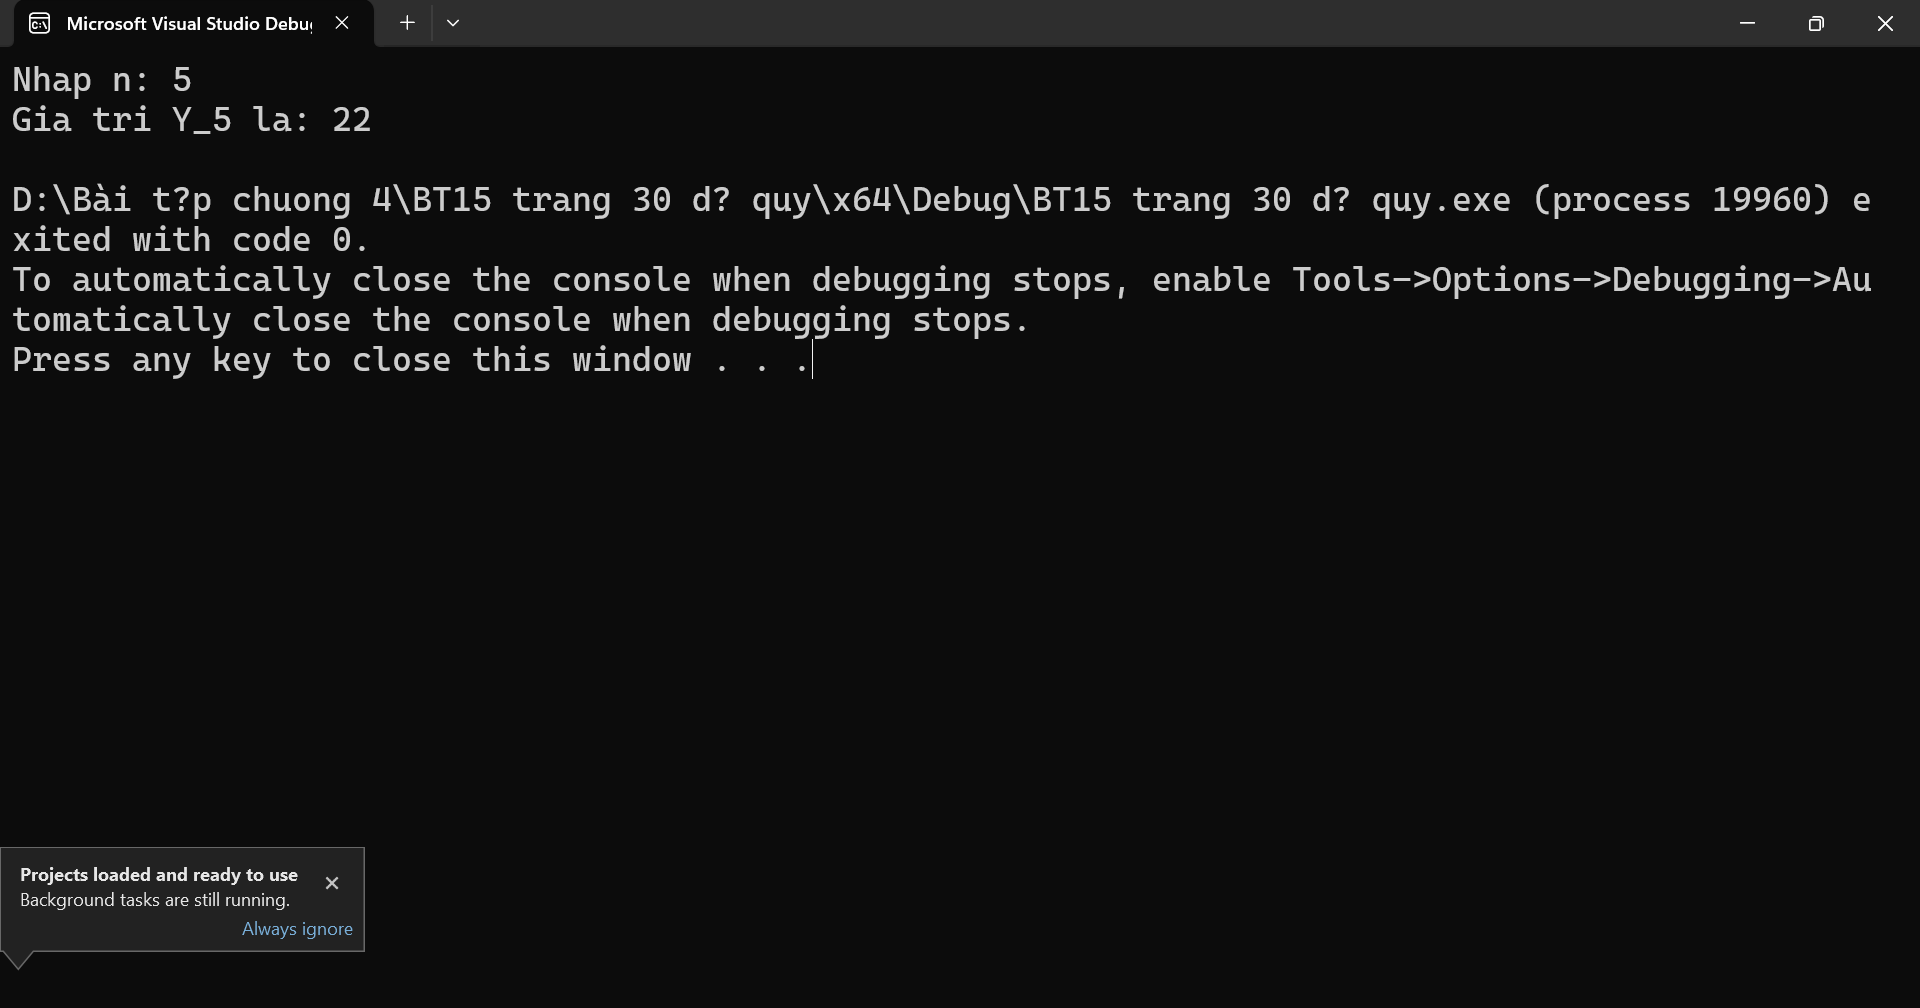 Microsoft Visual Studio Debu
Nhap n: 5
Gia tri Y_5 la: 22
D:\Bài t?p chuong 4\BT15 trang 30 d? quy\x64\Debug\BT15 trang 30 d? quy.exe (process 19960) e
xited with code 0.
To automatically close the console when debugging stops, enable Tools->Options->Debugging->Au
tomatically close the console when debugging stops.
Press any key to close this window . . .
Projects loaded and ready to use
Background tasks are still running.
Always ignore